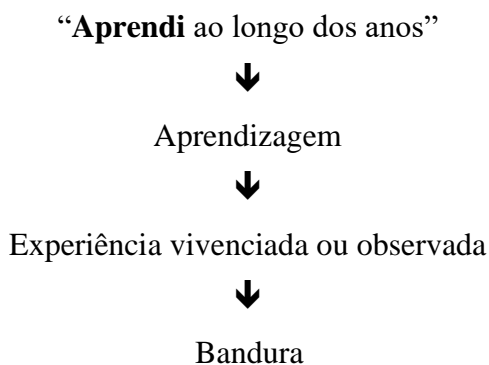 “Aprendi ao longo dos anos”
Aprendizagem
Experiência vivenciada ou observada
Bandura